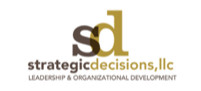 sd
strategicdecisions,llc
LEADERSHIP & ORGANIZATIONAL DEVELOPMENT